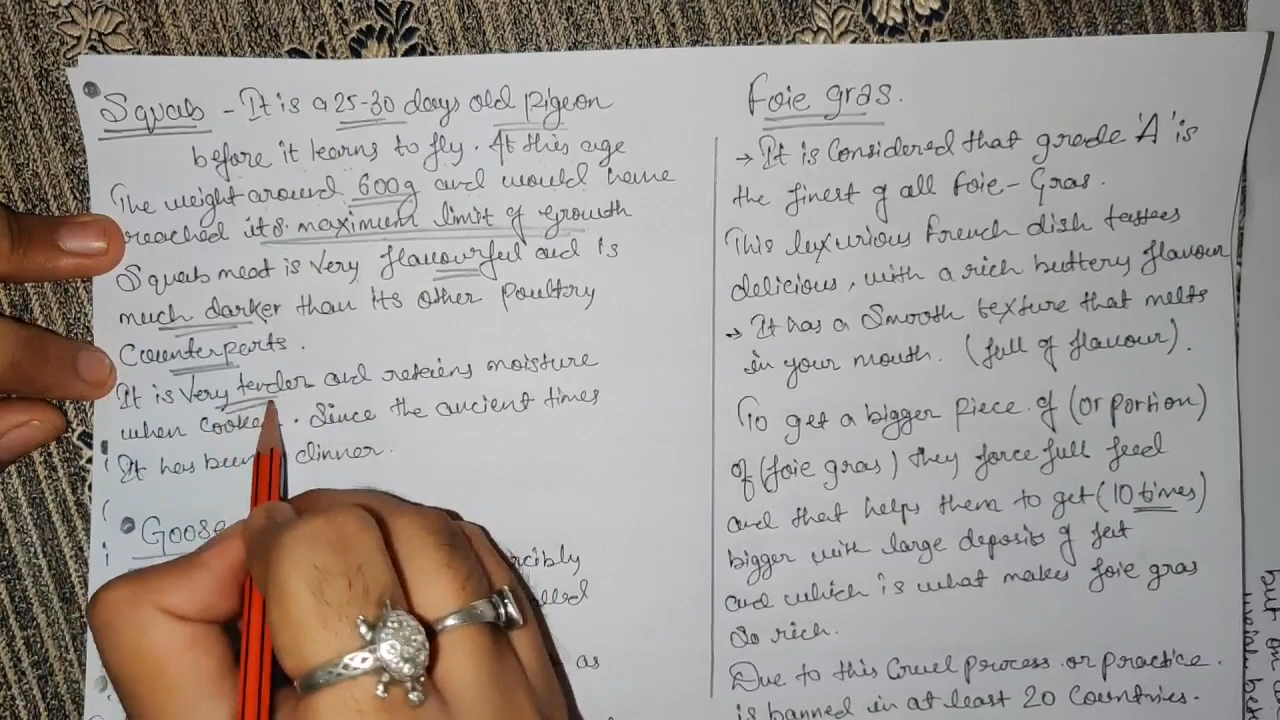 Squab - It is a 25-30 days old pigeon
before it learns to fly. At this age
The weight around 600g and would have
reached its maximum limit of growth
Squab meat is very flavourful and is
much darker than its other poultry
Counterparts.
It is very tender and retains moisture
when cooke . Since the ancient times
It has been dinner.
Goose
rcibly
as
Foie gras.
→ It is considered that grade 'A' is
the finest of all Foie-Gras.
This luxurious french dish tastes
delicious, with a rich buttery flavour
→ It has a smooth texture that melts
in your mouth. (full of flavour).
To get a bigger piece of (or portion)
of (foie gras) they force full feed
and that helps them to get (10 times)
bigger with large deposits of fat
and which is what makes foie gras
so rich.
Due to this cruel process or practice.
is banned in at least 20 Countries.
but on